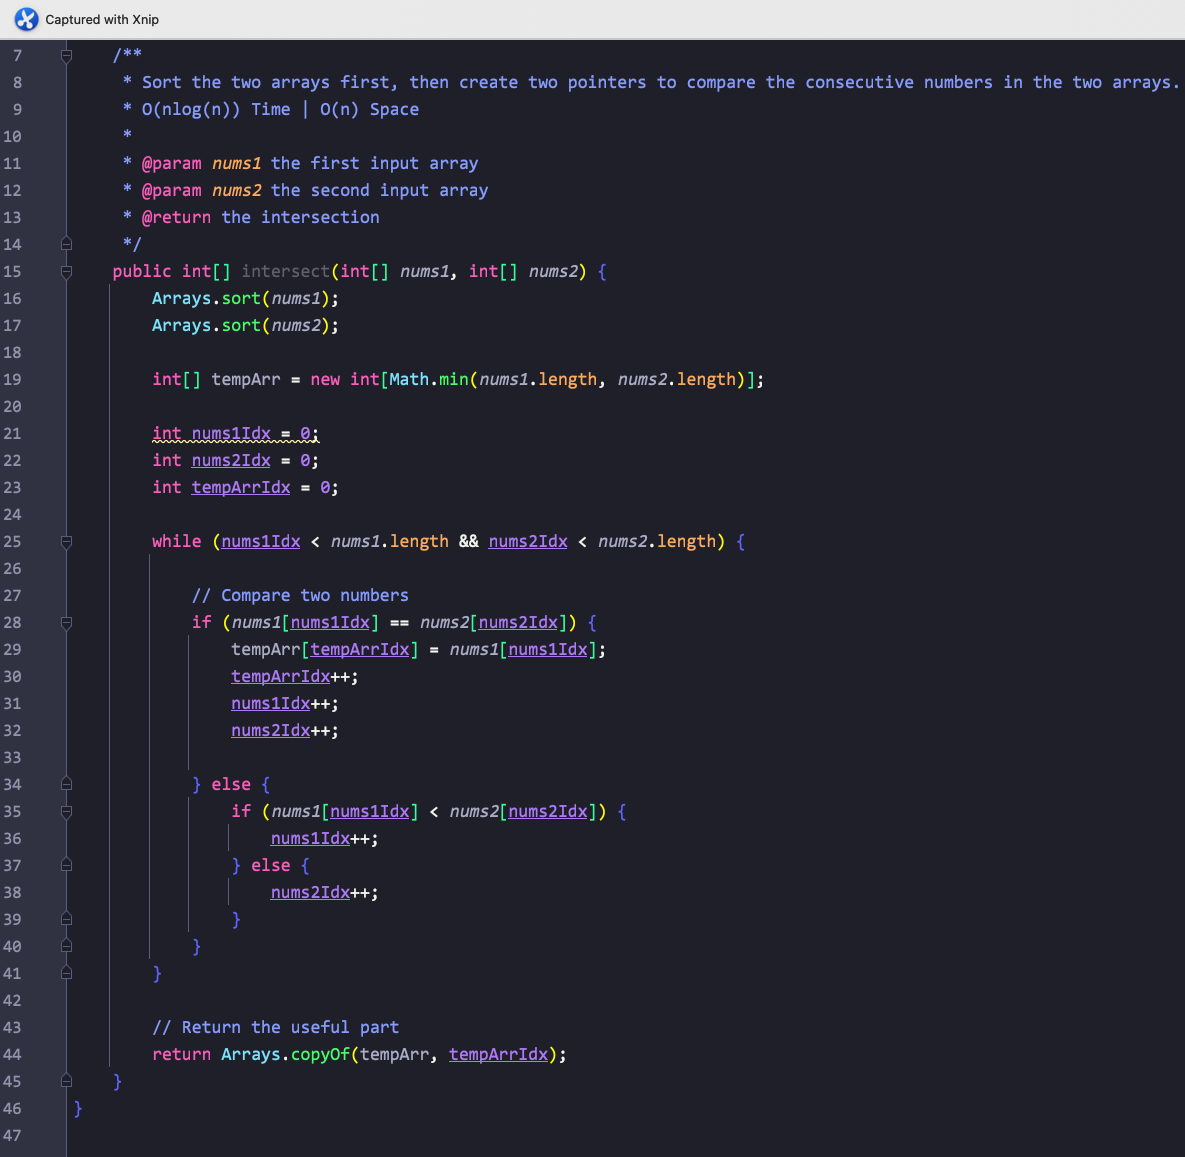 Captured with Xnip
7 /**
8 * Sort the two arrays first, then create two pointers to compare the consecutive numbers in the two arrays.
9 * O(nlog(n)) Time | O(n) Space
10 *
11 * @param nums1 the first input array
12 * @param nums2 the second input array
13 * @return the intersection
14 */
15 public int[] intersect(int[] nums1, int[] nums2) {
16 Arrays.sort(nums1);
17 Arrays.sort(nums2);
18
19 int[] tempArr = new int[Math.min(nums1.length, nums2.length)];
20
21 int nums1Idx = 0;
22 int nums2Idx = 0;
23 int tempArrIdx = 0;
24
25 while (nums1Idx < nums1.length && nums2Idx < nums2.length) {
26
27 // Compare two numbers
28 if (nums1[nums1Idx] == nums2[nums2Idx]) {
29 tempArr[tempArrIdx] = nums1[nums1Idx];
30 tempArrIdx++;
31 nums1Idx++;
32 nums2Idx++;
33
34 } else {
35 if (nums1[nums1Idx] < nums2[nums2Idx]) {
36 nums1Idx++;
37 } else {
38 nums2Idx++;
39 }
40 }
41 }
42
43 // Return the useful part
44 return Arrays.copyOf(tempArr, tempArrIdx);
45 }
46 }
47